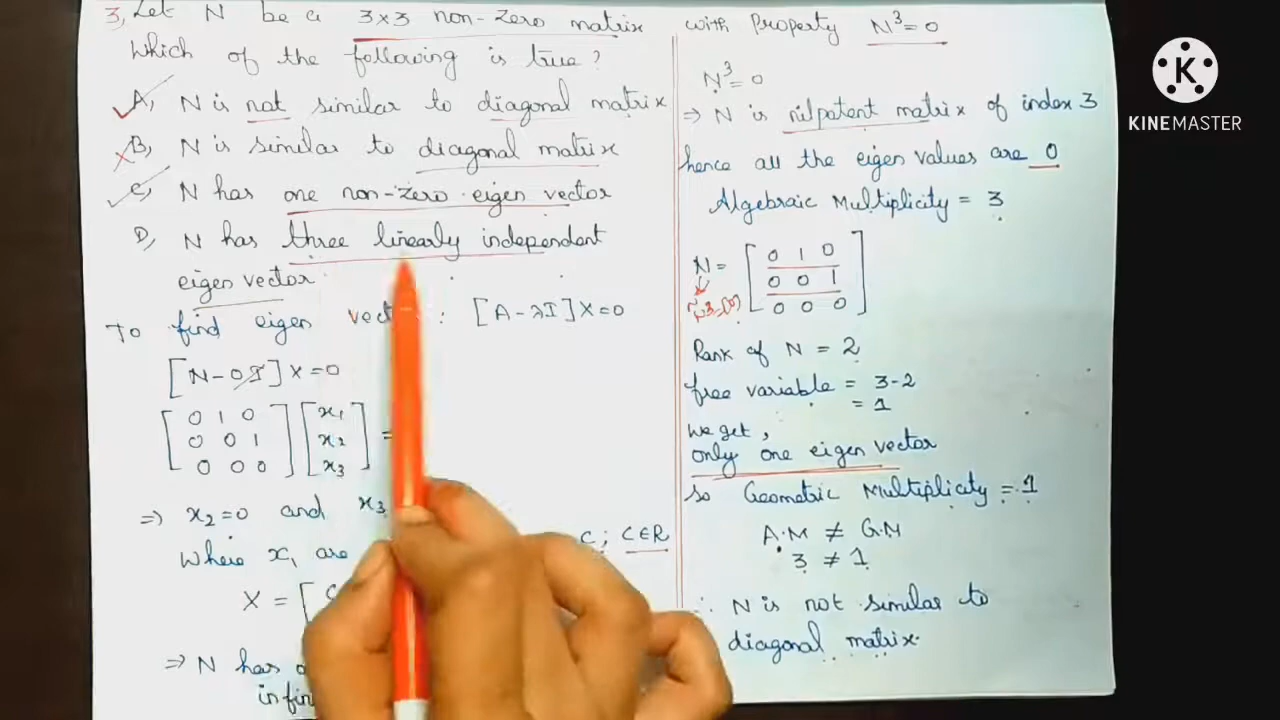 3, Let N be a 3×3 non-zero matrix with property N³=0
Which of the following is true?
A, N is not similar to diagonal matrix
B, N is similar to diagonal matrix
C, N has one non-zero eigen vector
D, N has three linearly independent
eigen vector
To find eigen vect : [A-λI]X=0
[N-0I]X=0
[0 1 0] [x₁]
[0 0 1] [x₂] =
[0 0 0] [x₃]
⇒ x₂=0 and x₃
Where x₁ are c; C∈R
X = [c
⇒ N has
infin
N³=0
⇒ N is nilpotent matrix of index 3
hence all the eigen values are 0
Algebraic Multiplicity = 3
N = [0 1 0]
[0 0 1]
[0 0 0]
Rank of N = 2
free variable = 3-2
= 1
We get,
only one eigen vector
so Geometric Multiplicity = 1
A.M ≠ G.M
3 ≠ 1
∴ N is not similar to
diagonal matrix.
K
KINEMASTER